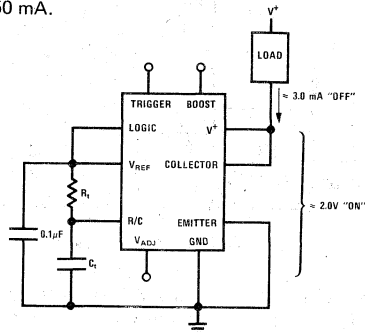 50 mA.
V+
LOAD
≈ 3.0 mA "OFF"
TRIGGER BOOST
LOGIC V+
VREF COLLECTOR
Rt
R/C EMITTER
≈ 2.0V "ON"
0.1μF
VADJ GND
Ct